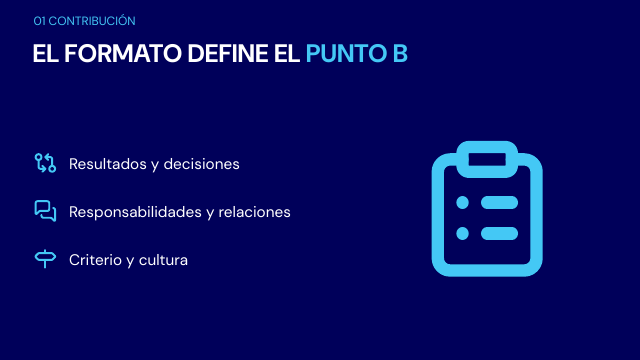 01 CONTRIBUCIÓN
EL FORMATO DEFINE EL PUNTO B
Resultados y decisiones
Responsabilidades y relaciones
Criterio y cultura